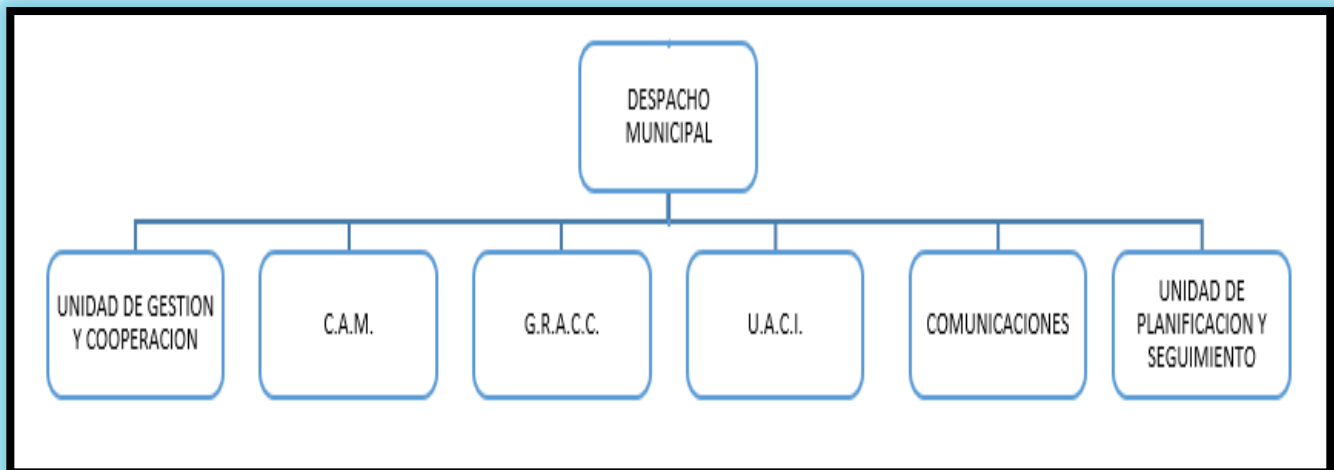 DESPACHO
MUNICIPAL
UNIDAD DE GESTION
Y COOPERACION
C.A.M.
G.R.A.C.C.
U.A.C.I.
COMUNICACIONES
UNIDAD DE
PLANIFICACION Y
SEGUIMIENTO